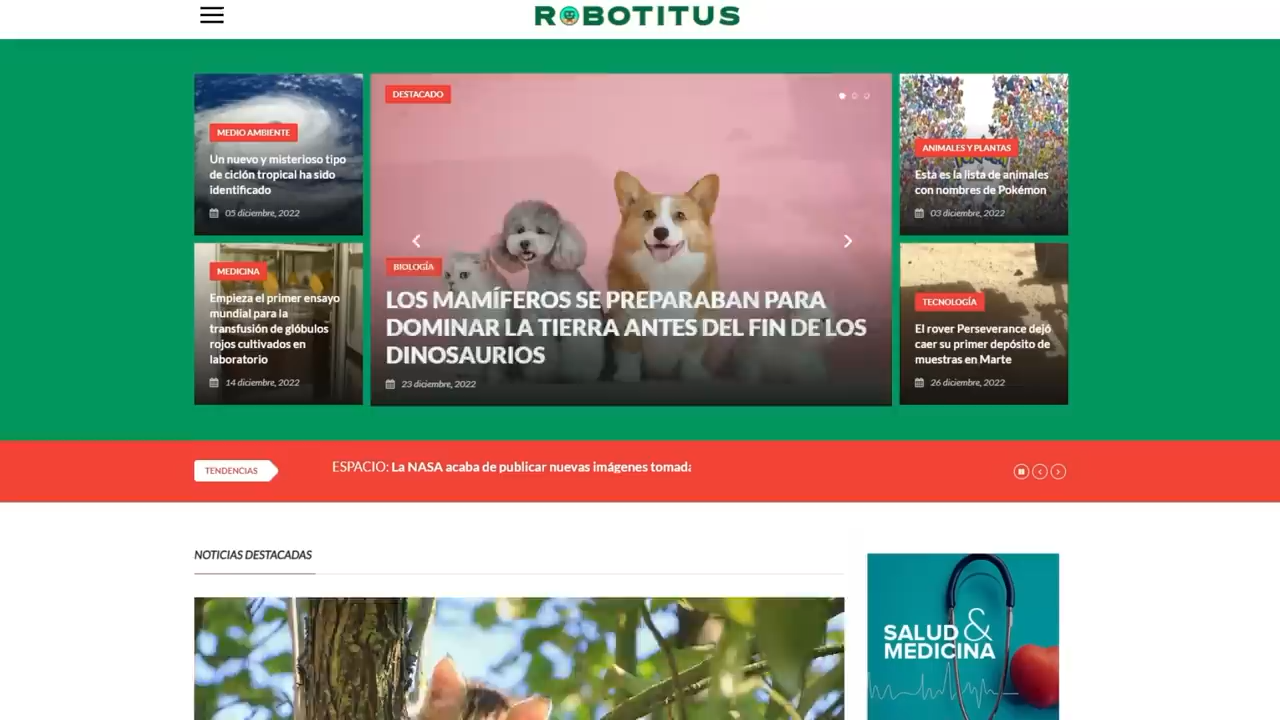 ROBOTITUS
MEDIO AMBIENTE
Un nuevo y misterioso tipo
de ciclón tropical ha sido
identificado
05 diciembre, 2022
MEDICINA
Empieza el primer ensayo
mundial para la
transfusión de glóbulos
rojos cultivados en
laboratorio
14 diciembre, 2022
DESTACADO
BIOLOGÍA
LOS MAMÍFEROS SE PREPARABAN PARA
DOMINAR LA TIERRA ANTES DEL FIN DE LOS
DINOSAURIOS
23 diciembre, 2022
ANIMALES Y PLANTAS
Esta es la lista de animales
con nombres de Pokémon
03 diciembre, 2022
TECNOLOGÍA
El rover Perseverance dejó
caer su primer depósito de
muestras en Marte
26 diciembre, 2022
TENDENCIAS
ESPACIO: La NASA acaba de publicar nuevas imágenes tomada
NOTICIAS DESTACADAS
SALUD &
MEDICINA